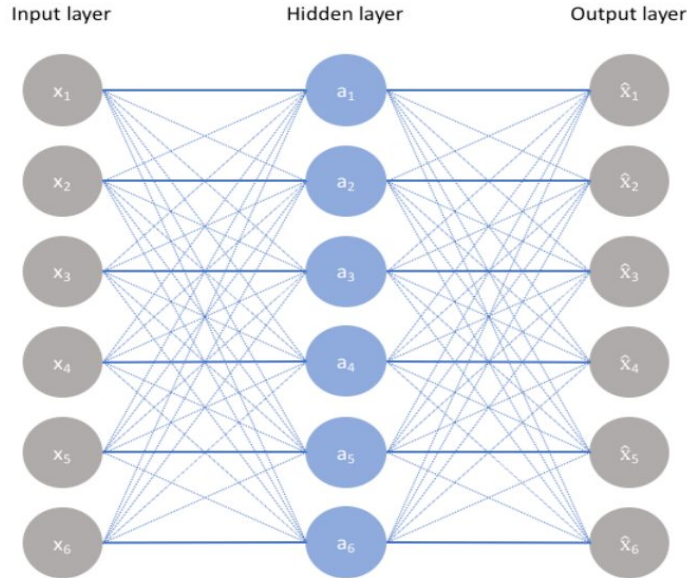 Input layer Hidden layer Output layer
x₁ a₁ x̂₁
x₂ a₂ x̂₂
x₃ a₃ x̂₃
x₄ a₄ x̂₄
x₅ a₅ x̂₅
x₆ a₆ x̂₆